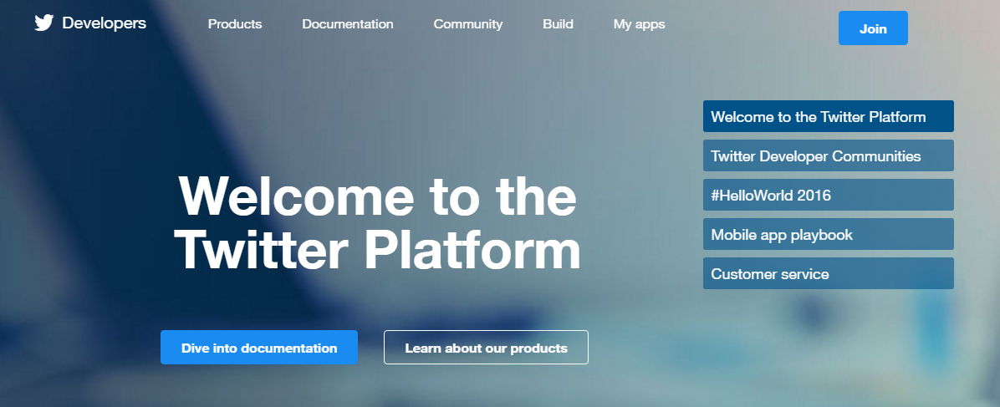 Developers
Products
Documentation
Community
Build
My apps
Join
Welcome to the
Twitter Platform
Dive into documentation
Learn about our products
Welcome to the Twitter Platform
Twitter Developer Communities
#HelloWorld 2016
Mobile app playbook
Customer service